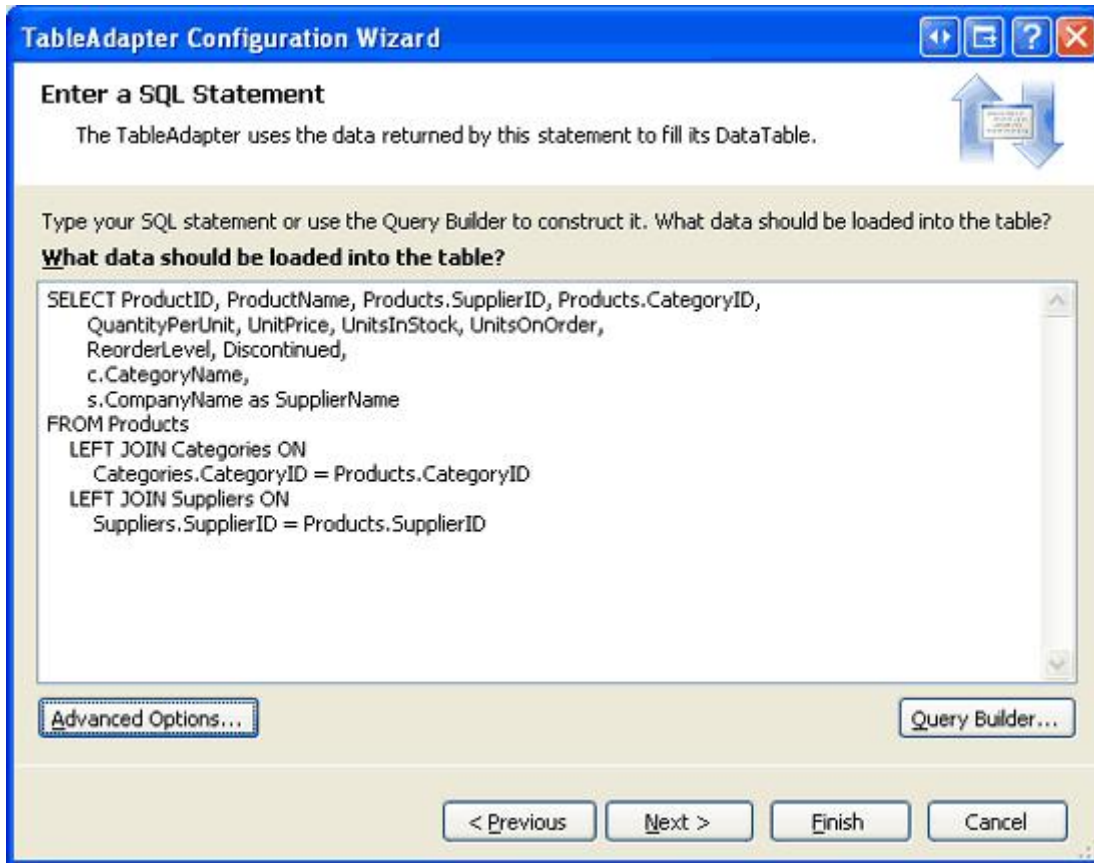 TableAdapter Configuration Wizard
Enter a SQL Statement
The TableAdapter uses the data returned by this statement to fill its DataTable.
Type your SQL statement or use the Query Builder to construct it. What data should be loaded into the table?
What data should be loaded into the table?
SELECT ProductID, ProductName, Products.SupplierID, Products.CategoryID,
QuantityPerUnit, UnitPrice, UnitsInStock, UnitsOnOrder,
ReorderLevel, Discontinued,
c.CategoryName,
s.CompanyName as SupplierName
FROM Products
LEFT JOIN Categories ON
Categories.CategoryID = Products.CategoryID
LEFT JOIN Suppliers ON
Suppliers.SupplierID = Products.SupplierID
Advanced Options... Query Builder...
< Previous Next > Finish Cancel